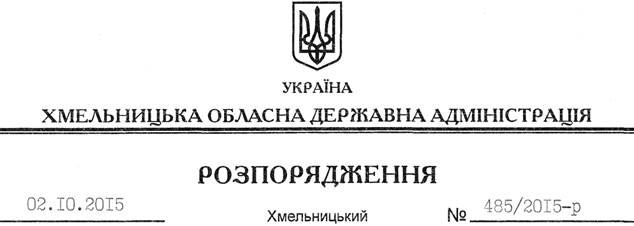 УКРАЇНА
ХМЕЛЬНИЦЬКА ОБЛАСНА ДЕРЖАВНА АДМІНІСТРАЦІЯ
РОЗПОРЯДЖЕННЯ
02.10.2015 Хмельницький № 485/2015-р